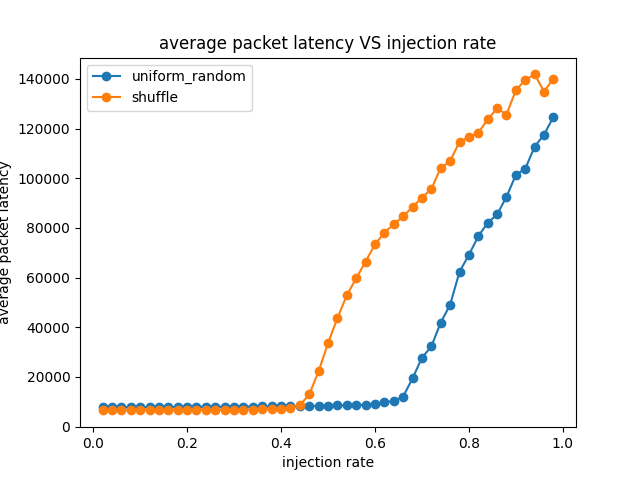 average packet latency VS injection rate
uniform_random
shuffle
140000
120000
100000
80000
60000
40000
20000
0
average packet latency
0.0 0.2 0.4 0.6 0.8 1.0
injection rate